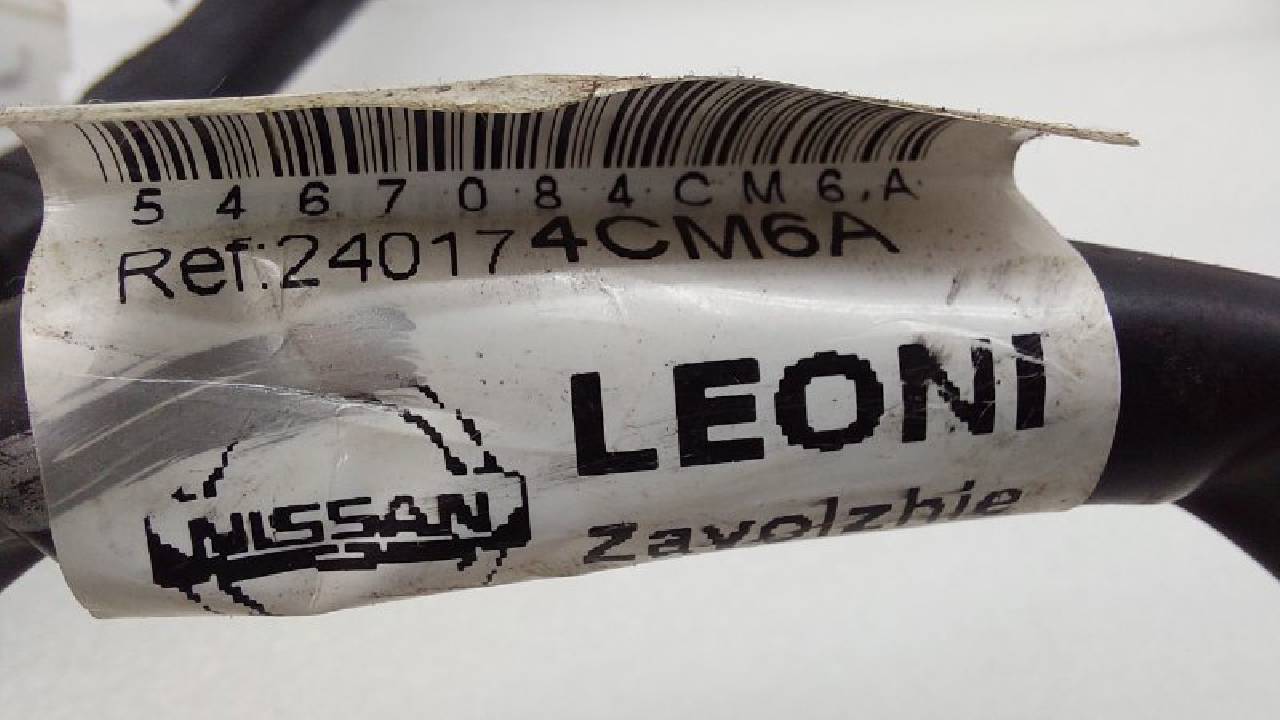 5467084CM6A
Ref:240174CM6A
LEONI
NISSAN
Zavolzhie